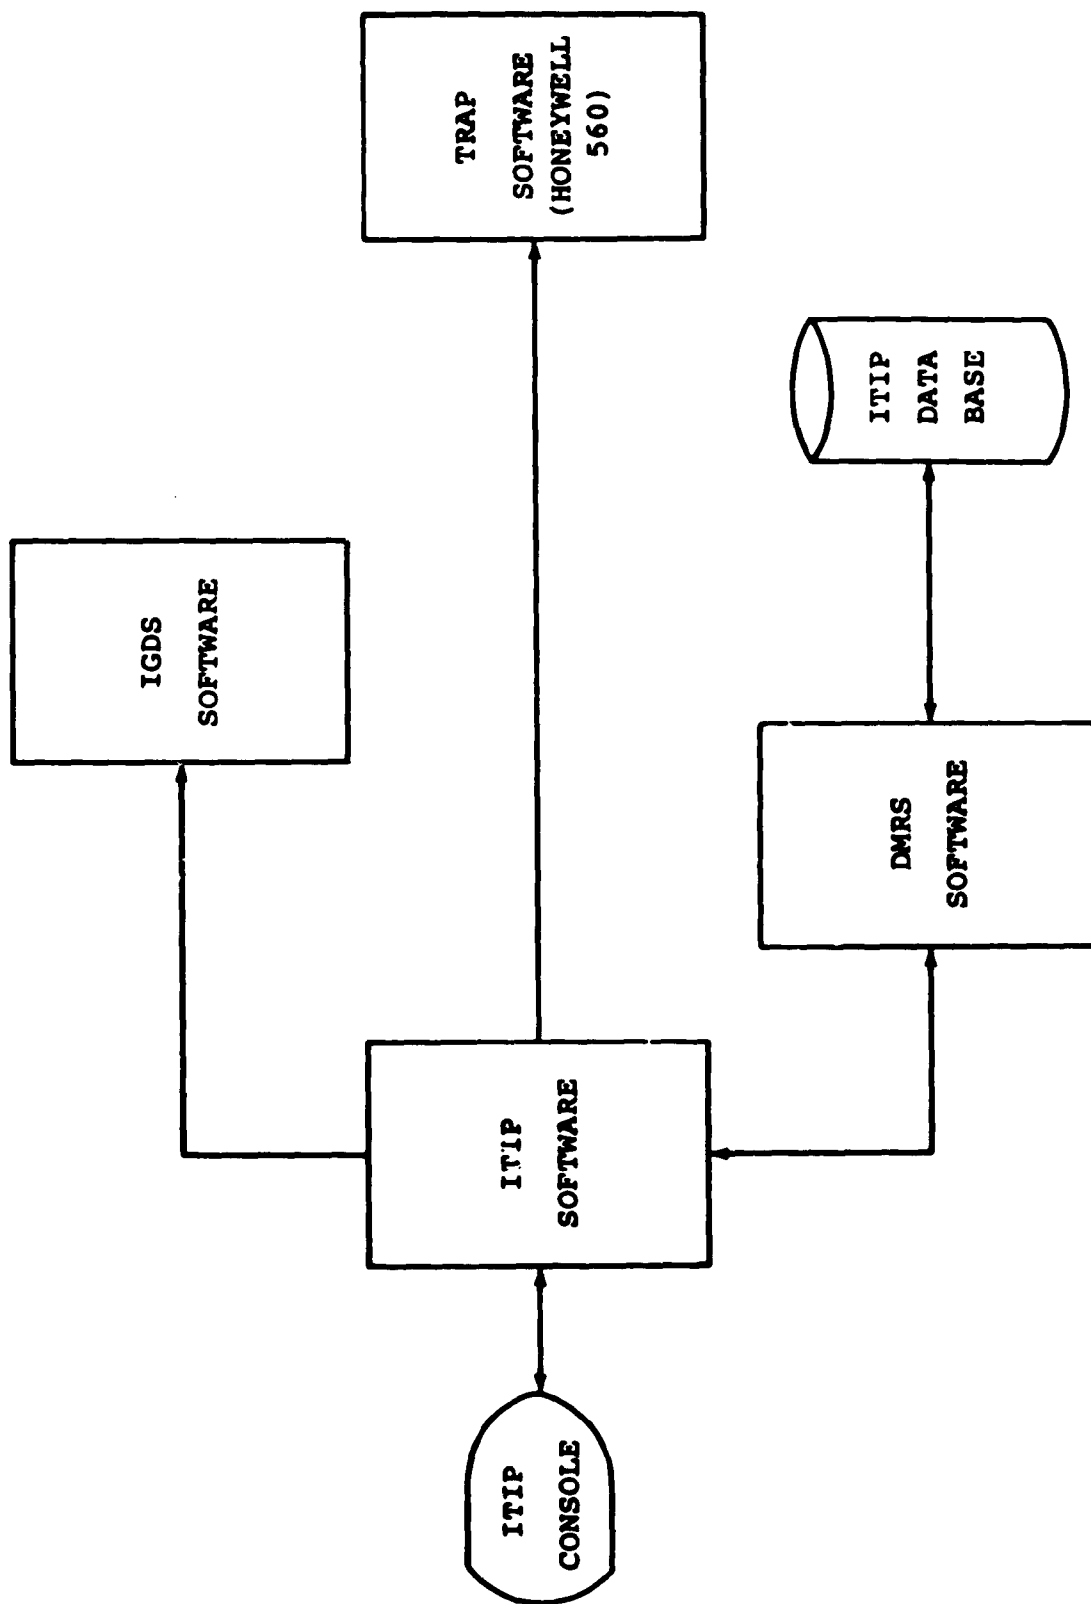 IGDS
SOFTWARE
TRAP
SOFTWARE
(HONEYWELL
560)
ITIP
CONSOLE
ITIP
SOFTWARE
DMRS
SOFTWARE
ITIP
DATA
BASE